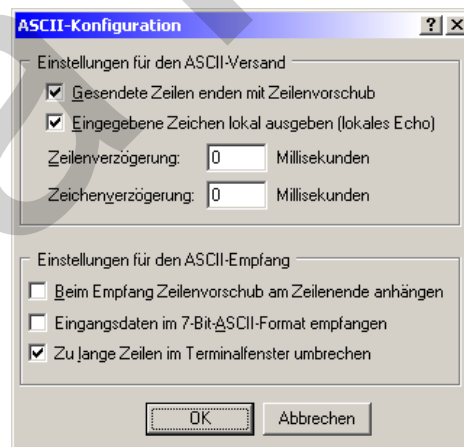 ASCII-Konfiguration
Einstellungen für den ASCII-Versand
Gesendete Zeilen enden mit Zeilenvorschub
Eingegebene Zeichen lokal ausgeben (lokales Echo)
Zeilenverzögerung: 0 Millisekunden
Zeichenverzögerung: 0 Millisekunden
Einstellungen für den ASCII-Empfang
Beim Empfang Zeilenvorschub am Zeilenende anhängen
Eingangsdaten im 7-Bit-ASCII-Format empfangen
Zu lange Zeilen im Terminalfenster umbrechen
OK Abbrechen